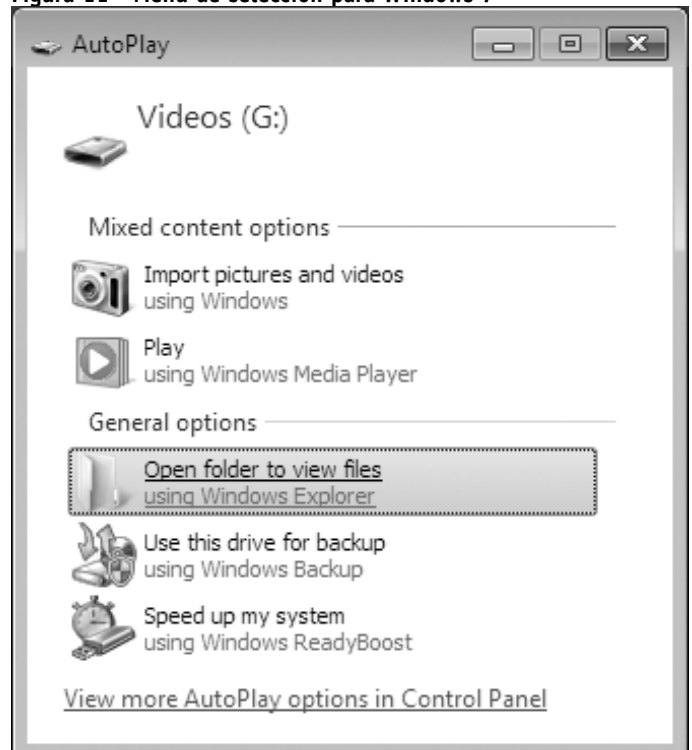 Figura 11 - Menú de selección para Windows 7
AutoPlay
Videos (G:)
Mixed content options
Import pictures and videos
using Windows
Play
using Windows Media Player
General options
Open folder to view files
using Windows Explorer
Use this drive for backup
using Windows Backup
Speed up my system
using Windows ReadyBoost
View more AutoPlay options in Control Panel